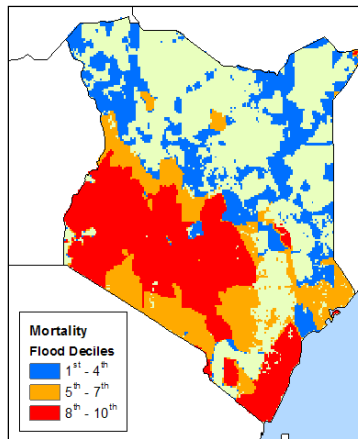 Mortality
Flood Deciles
1st - 4th
5th - 7th
8th - 10th